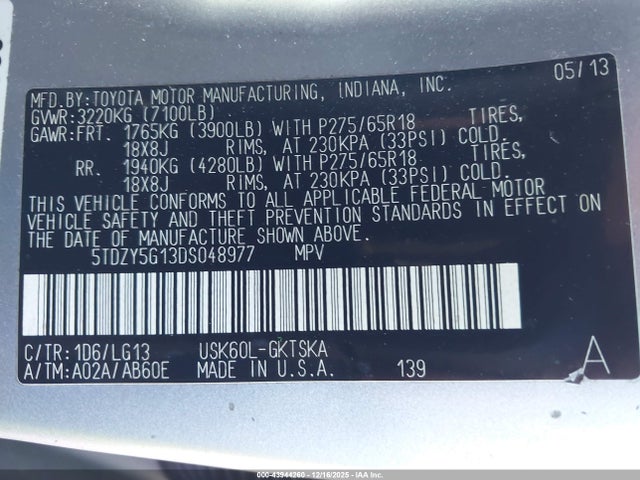 05/13
MFD.BY:TOYOTA MOTOR MANUFACTURING, INDIANA, INC.
GVWR:3220KG (7100LB)
GAWR:FRT. 1765KG (3900LB) WITH P275/65R18 TIRES,
18X8J RIMS, AT 230KPA (33PSI) COLD.
RR. 1940KG (4280LB) WITH P275/65R18 TIRES,
18X8J RIMS, AT 230KPA (33PSI) COLD.
THIS VEHICLE CONFORMS TO ALL APPLICABLE FEDERAL MOTOR
VEHICLE SAFETY AND THEFT PREVENTION STANDARDS IN EFFECT ON
THE DATE OF MANUFACTURE SHOWN ABOVE.
5TDZY5G13DS048977 MPV
C/TR: 1D6/LG13 USK60L-GKTSKA
A/TM: A02A/AB60E MADE IN U.S.A. 139 A
000-43944260 - 12/16/2025 - IAA Inc.